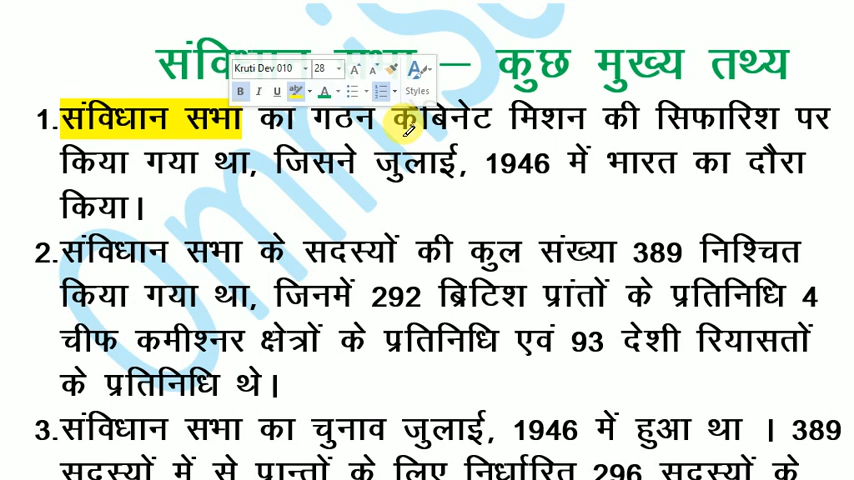 संविधान सभा – कुछ मुख्य तथ्य
Kruti Dev 010 28
Styles
1.संविधान सभा का गठन कैबिनेट मिशन की सिफारिश पर
किया गया था, जिसने जुलाई, 1946 में भारत का दौरा
किया।
2.संविधान सभा के सदस्यों की कुल संख्या 389 निश्चित
किया गया था, जिनमें 292 ब्रिटिश प्रांतों के प्रतिनिधि 4
चीफ कमीश्नर क्षेत्रों के प्रतिनिधि एवं 93 देशी रियासतों
के प्रतिनिधि थे।
3.संविधान सभा का चुनाव जुलाई, 1946 में हुआ था । 389
सदस्यों में से प्रान्तों के लिए निर्धारित 296 सदस्यों के